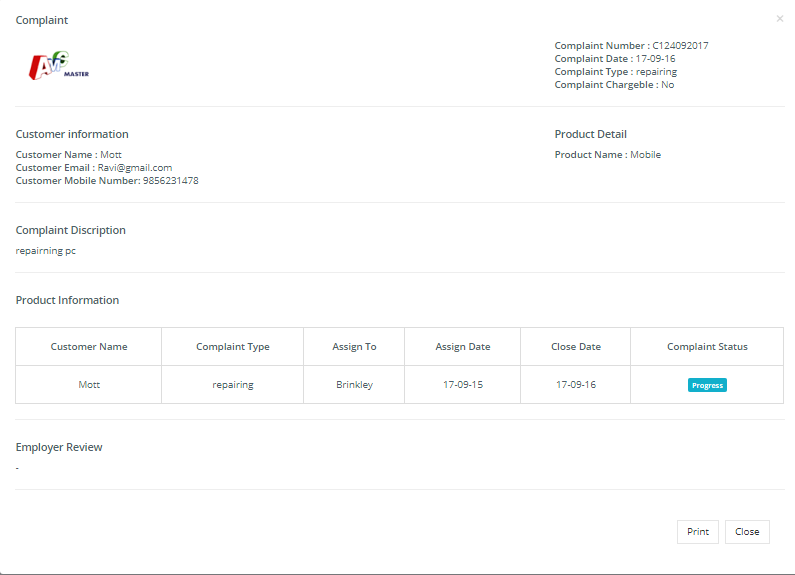 Complaint
×
AMS
MASTER
Complaint Number : C124092017
Complaint Date : 17-09-16
Complaint Type : repairing
Complaint Chargeble : No
Customer information
Customer Name : Mott
Customer Email : Ravi@gmail.com
Customer Mobile Number: 9856231478
Product Detail
Product Name : Mobile
Complaint Discription
repairning pc
Product Information
Customer Name Complaint Type Assign To Assign Date Close Date Complaint Status
Mott repairing Brinkley 17-09-15 17-09-16 Progress
Employer Review
-
Print Close